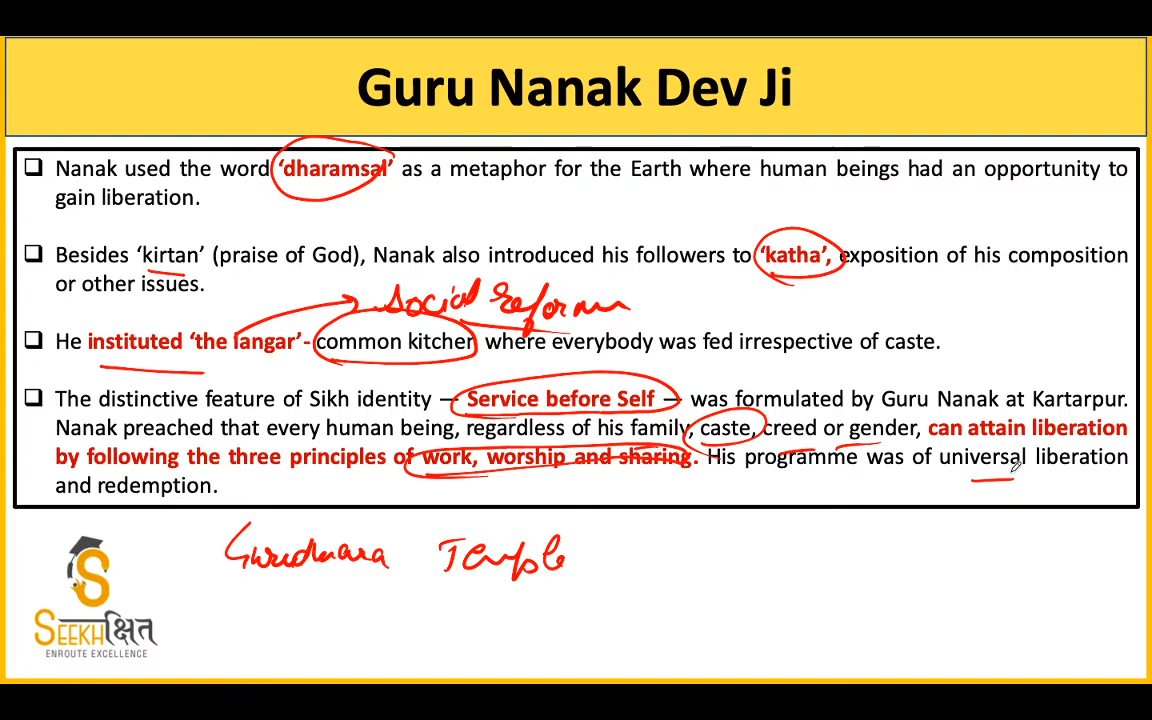 Guru Nanak Dev Ji
❑ Nanak used the word ‘dharamsal’ as a metaphor for the Earth where human beings had an opportunity to
gain liberation.
❑ Besides ‘kirtan’ (praise of God), Nanak also introduced his followers to ‘katha’, exposition of his composition
or other issues.
Social reform
❑ He instituted ‘the langar’- common kitchen where everybody was fed irrespective of caste.
❑ The distinctive feature of Sikh identity — Service before Self — was formulated by Guru Nanak at Kartarpur.
Nanak preached that every human being, regardless of his family, caste, creed or gender, can attain liberation
by following the three principles of work, worship and sharing. His programme was of universal liberation
and redemption.
Gurudwara Temple
SEEKHक्षित
ENROUTE EXCELLENCE